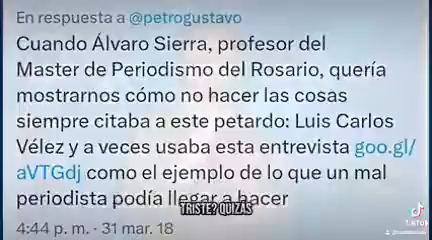 En respuesta a @petrogustavo
Cuando Álvaro Sierra, profesor del
Master de Periodismo del Rosario, quería
mostrarnos cómo no hacer las cosas
siempre citaba a este petardo: Luis Carlos
Vélez y a veces usaba esta entrevista goo.gl/
aVTGdj como el ejemplo de lo que un mal
periodista podía llegar a hacer
TRISTE? QUIZÁS
4:44 p. m. · 31 mar. 18